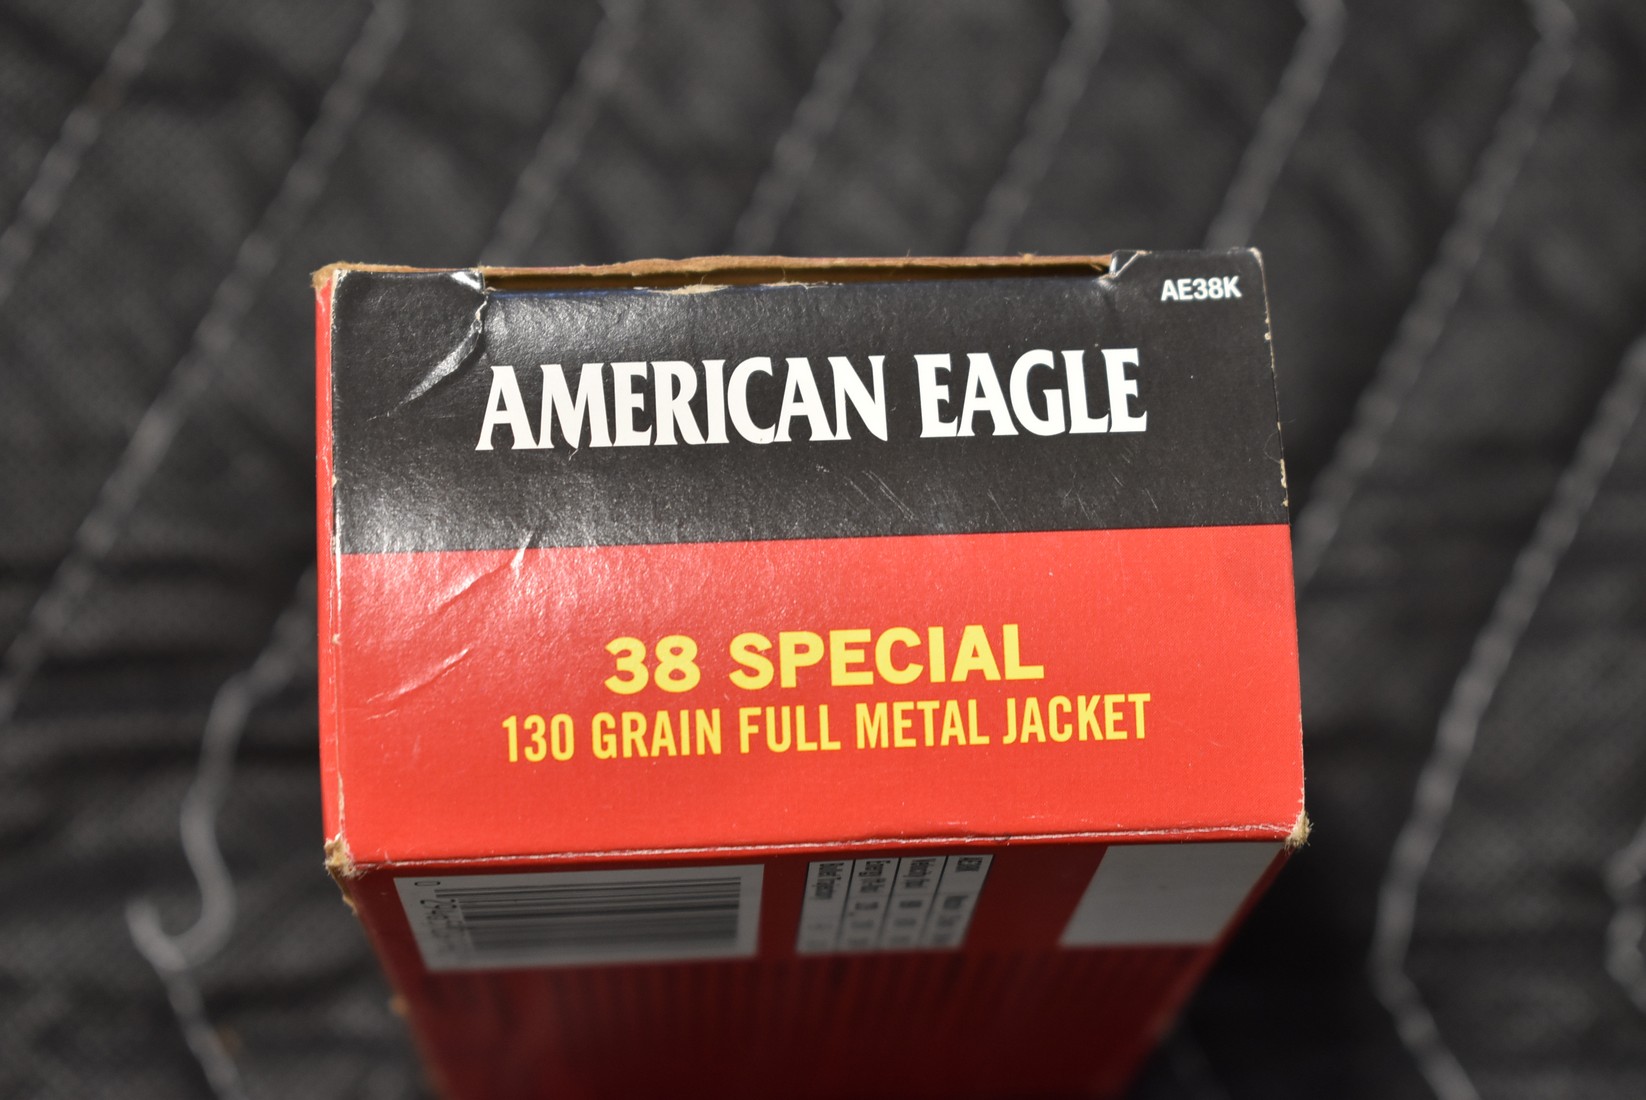 AE38K
AMERICAN EAGLE
38 SPECIAL
130 GRAIN FULL METAL JACKET